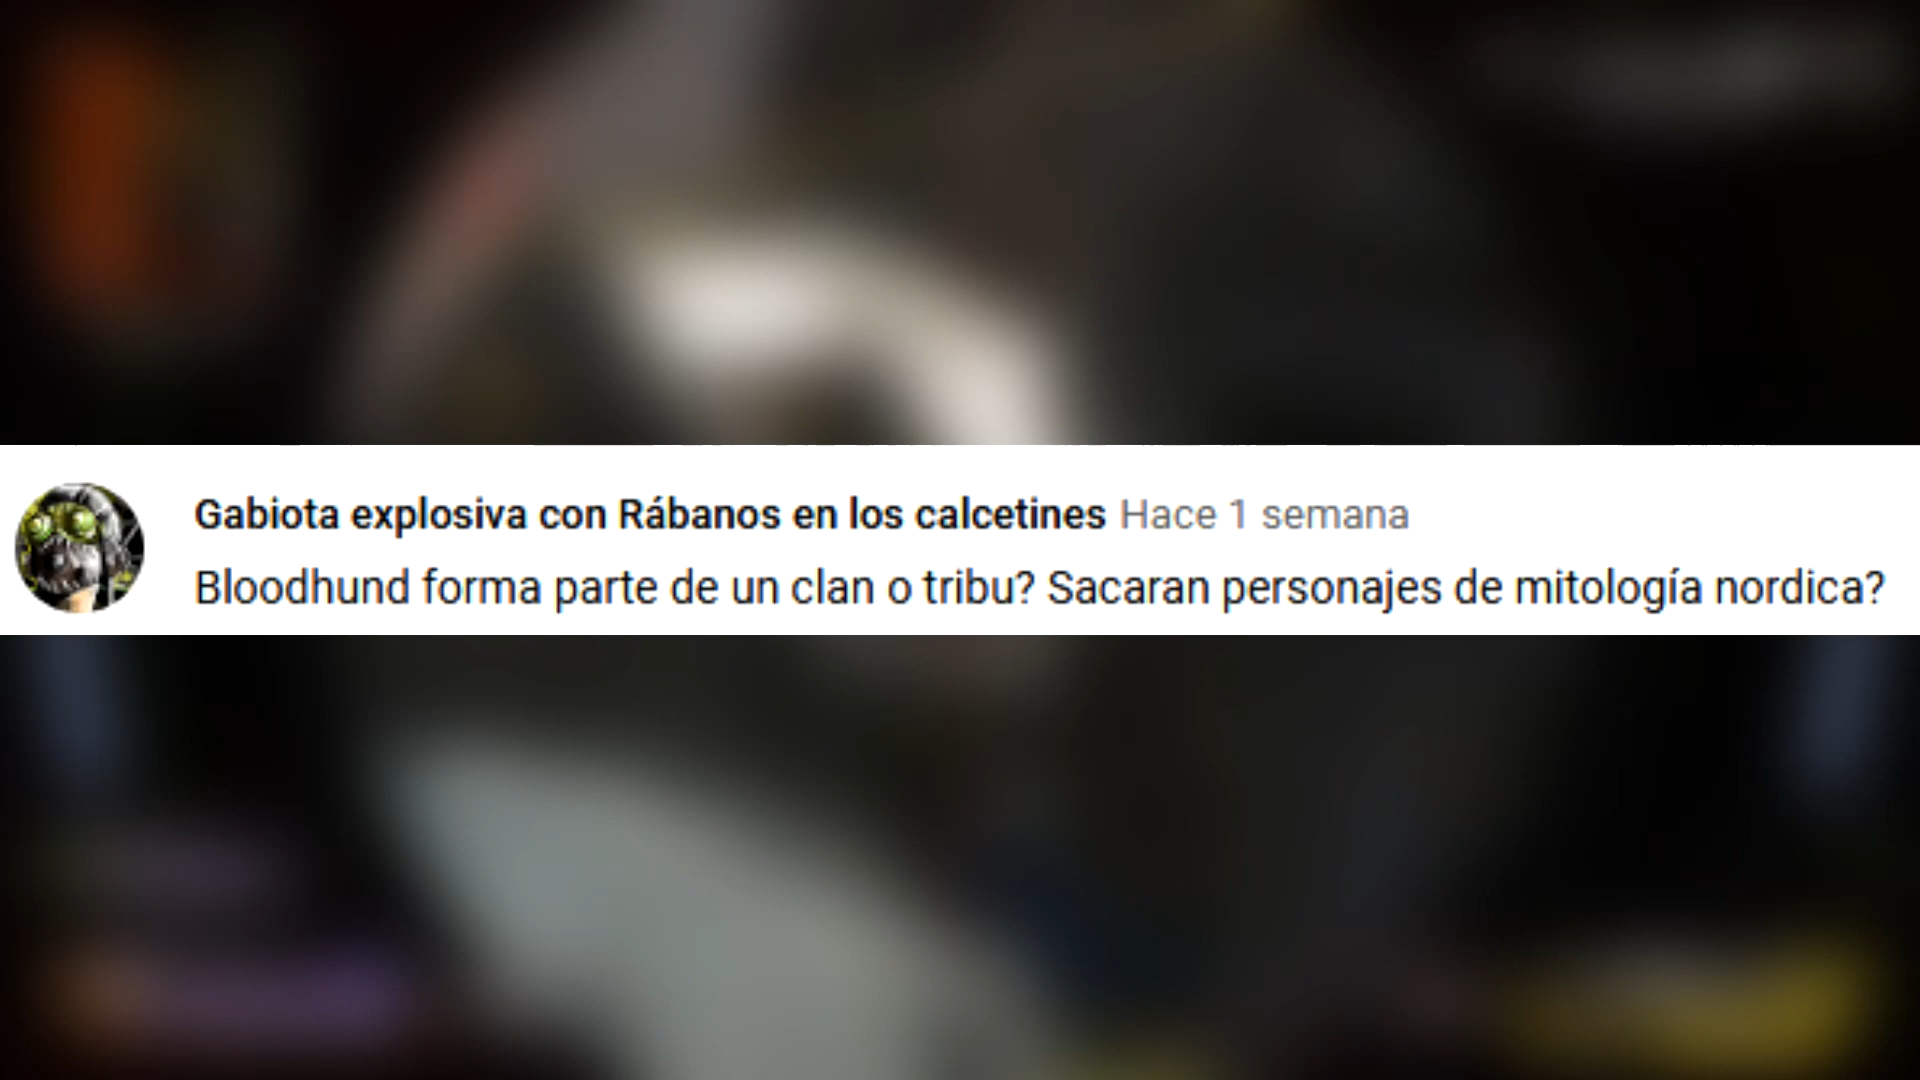 Gabiota explosiva con Rábanos en los calcetines Hace 1 semana
Bloodhund forma parte de un clan o tribu? Sacaran personajes de mitología nordica?